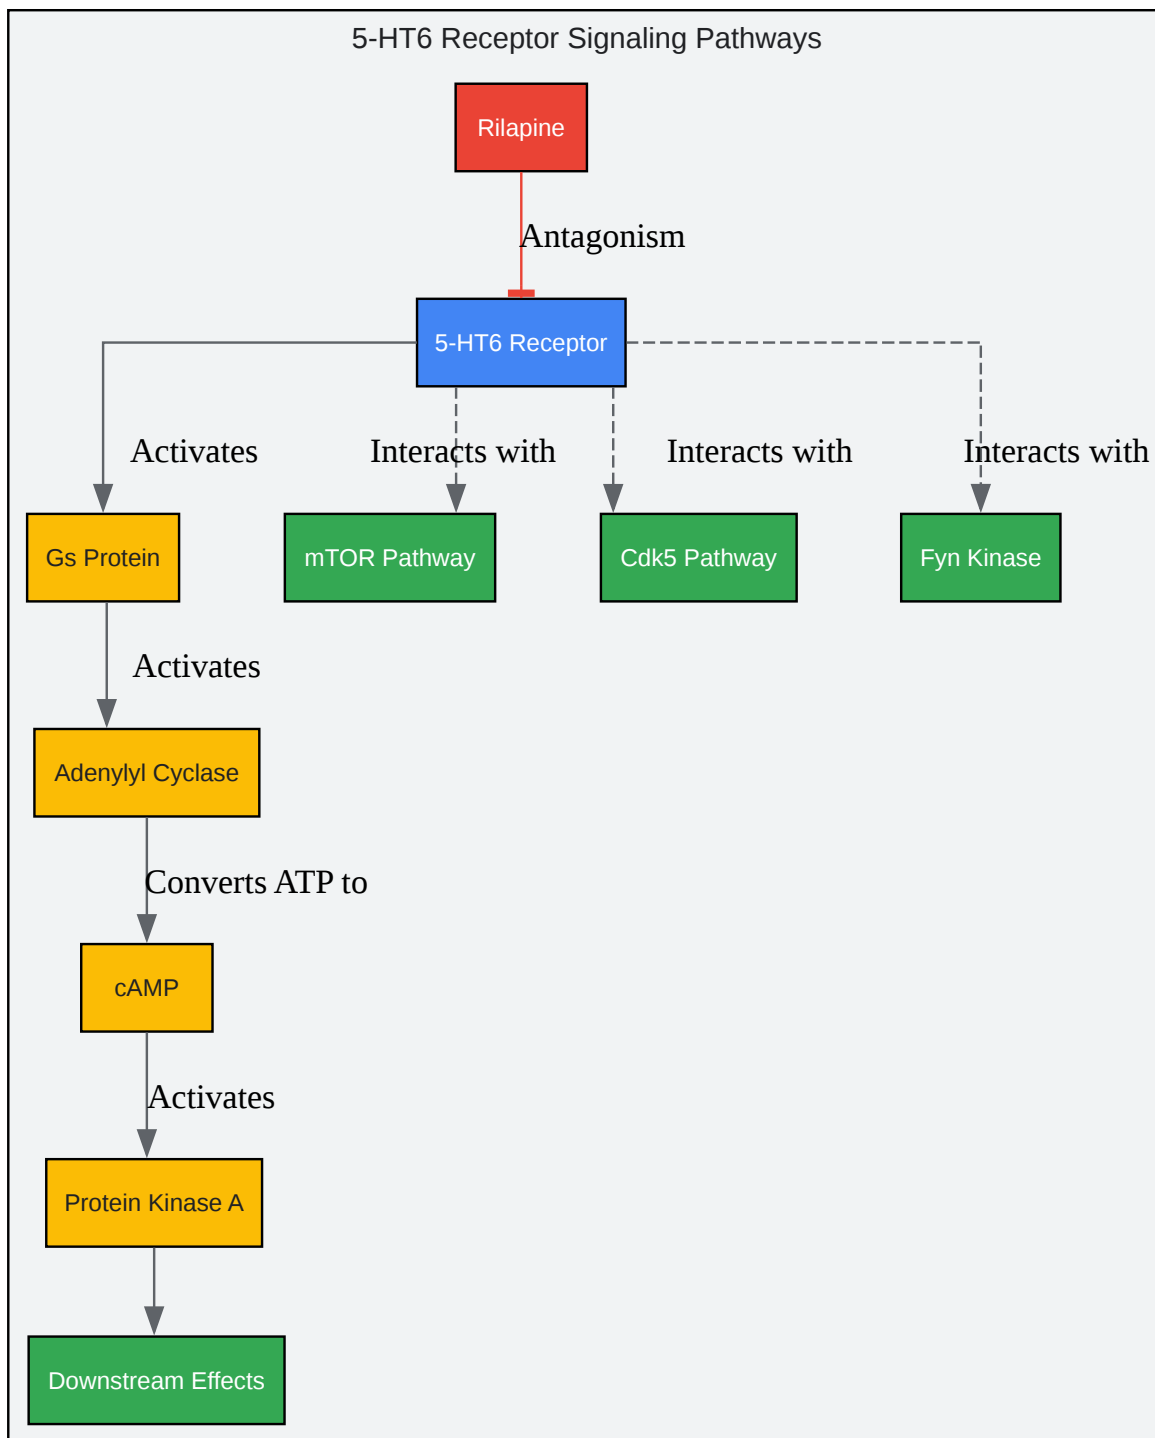 5-HT6 Receptor Signaling Pathways
Rilapine
Antagonism
5-HT6 Receptor
Activates
Interacts with
Interacts with
Interacts with
Gs Protein
mTOR Pathway
Cdk5 Pathway
Fyn Kinase
Activates
Adenylyl Cyclase
Converts ATP to
cAMP
Activates
Protein Kinase A
Downstream Effects